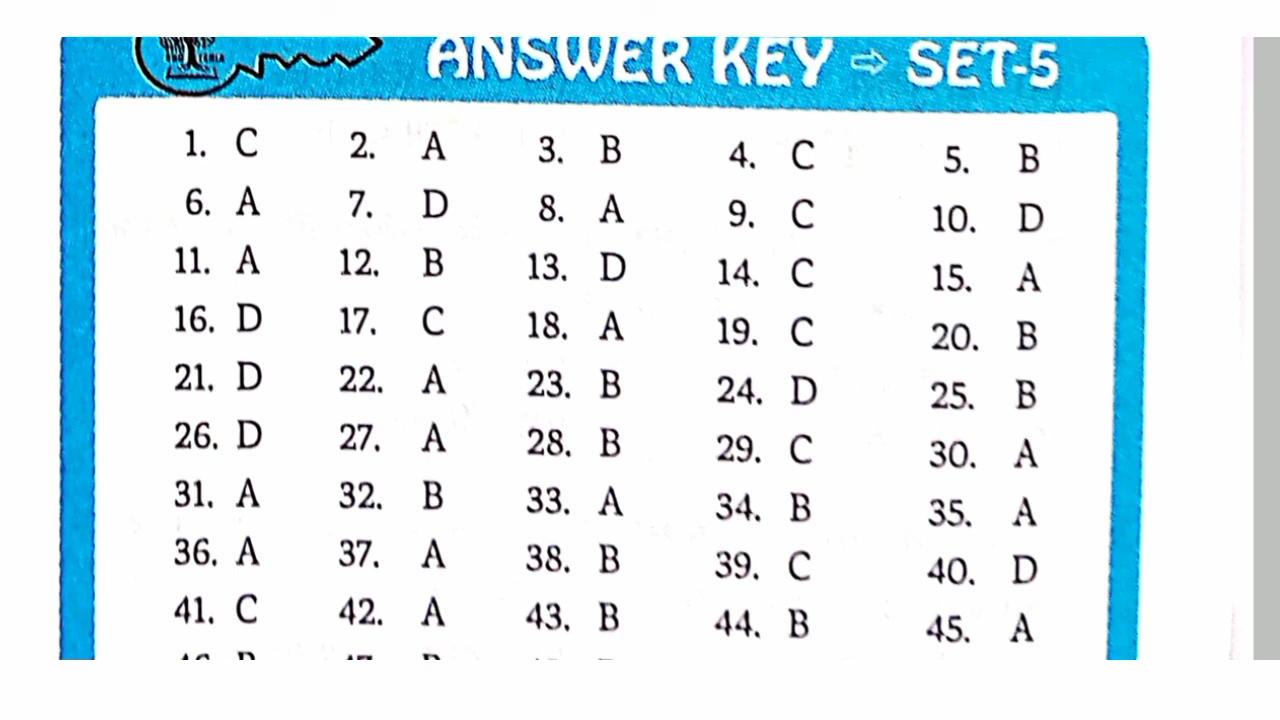 ANSWER KEY ⇨ SET-5
1. C 2. A 3. B 4. C 5. B
6. A 7. D 8. A 9. C 10. D
11. A 12. B 13. D 14. C 15. A
16. D 17. C 18. A 19. C 20. B
21. D 22. A 23. B 24. D 25. B
26. D 27. A 28. B 29. C 30. A
31. A 32. B 33. A 34. B 35. A
36. A 37. A 38. B 39. C 40. D
41. C 42. A 43. B 44. B 45. A